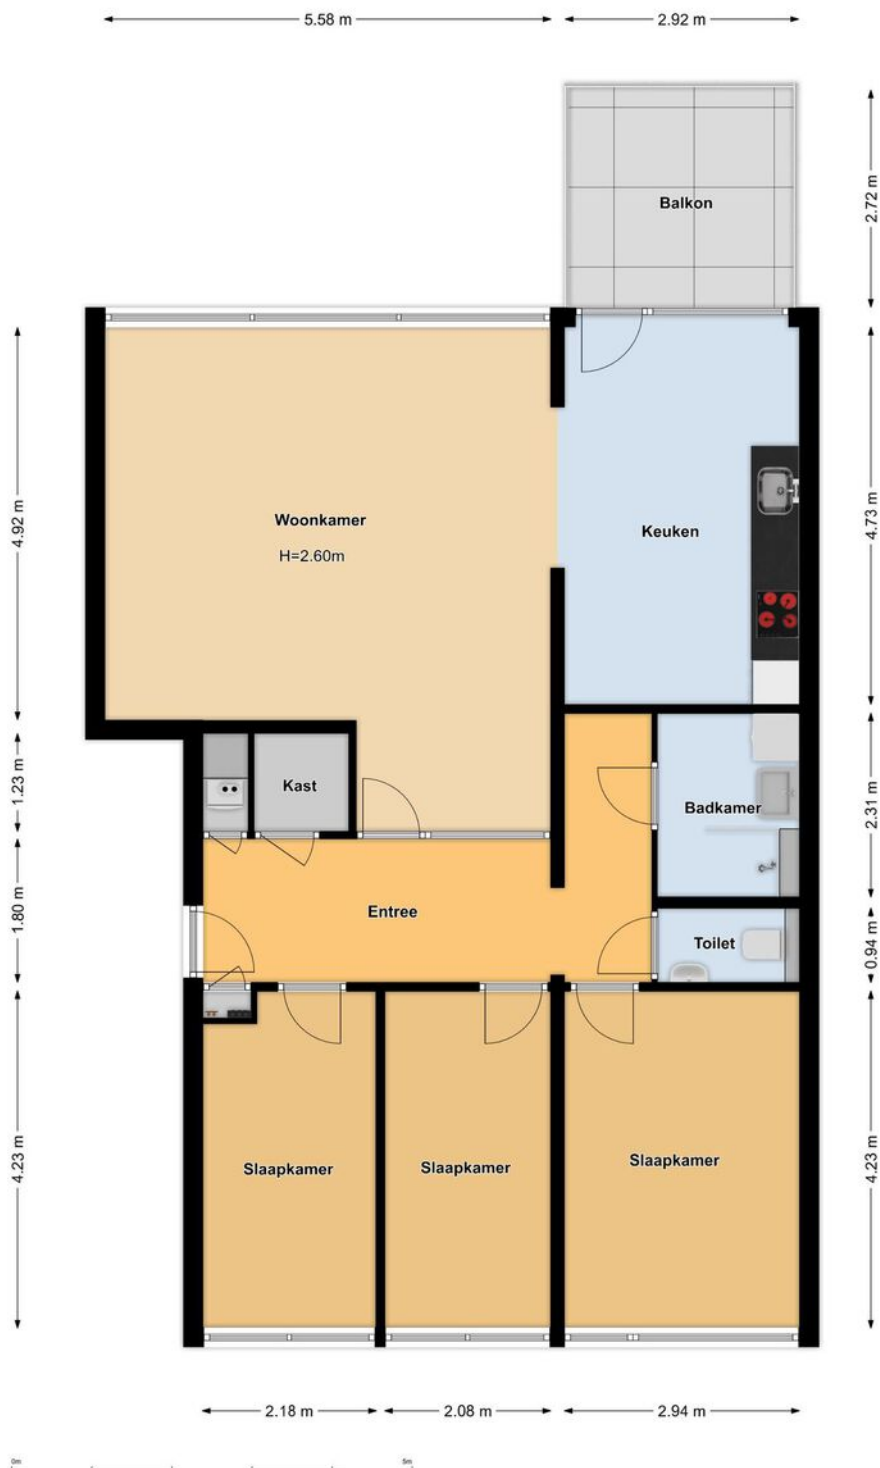 5.58 m
2.92 m
2.72 m
Balkon
4.92 m
Woonkamer
H=2.60m
Keuken
4.73 m
1.23 m
Kast
Badkamer
2.31 m
1.80 m
Entree
Toilet
0.94 m
4.23 m
Slaapkamer
Slaapkamer
Slaapkamer
4.23 m
2.18 m
2.08 m
2.94 m
0m
5m